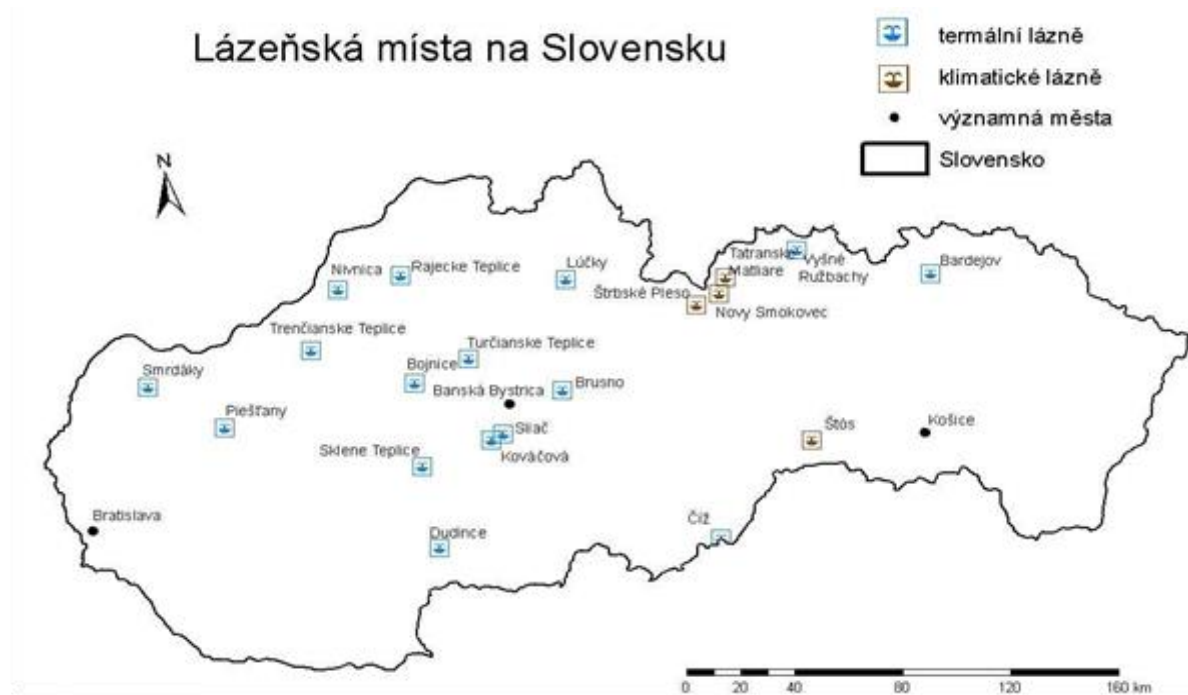 Lázeňská místa na Slovensku
termální lázně
klimatické lázně
významná města
Slovensko
N
Nivnica
Rajecke Teplice
Lúčky
Tatranske
Matliare
Vyšné
Ružbachy
Bardejov
Štrbské Pleso
Novy Smokovec
Trenčianske Teplice
Turčianske Teplice
Smrdáky
Bojnice
Banská Bystrica
Brusno
Piešťany
Sliač
Kováčová
Štós
Košice
Sklene Teplice
Bratislava
Dudince
Číž
0 20 40 80 120 160 km